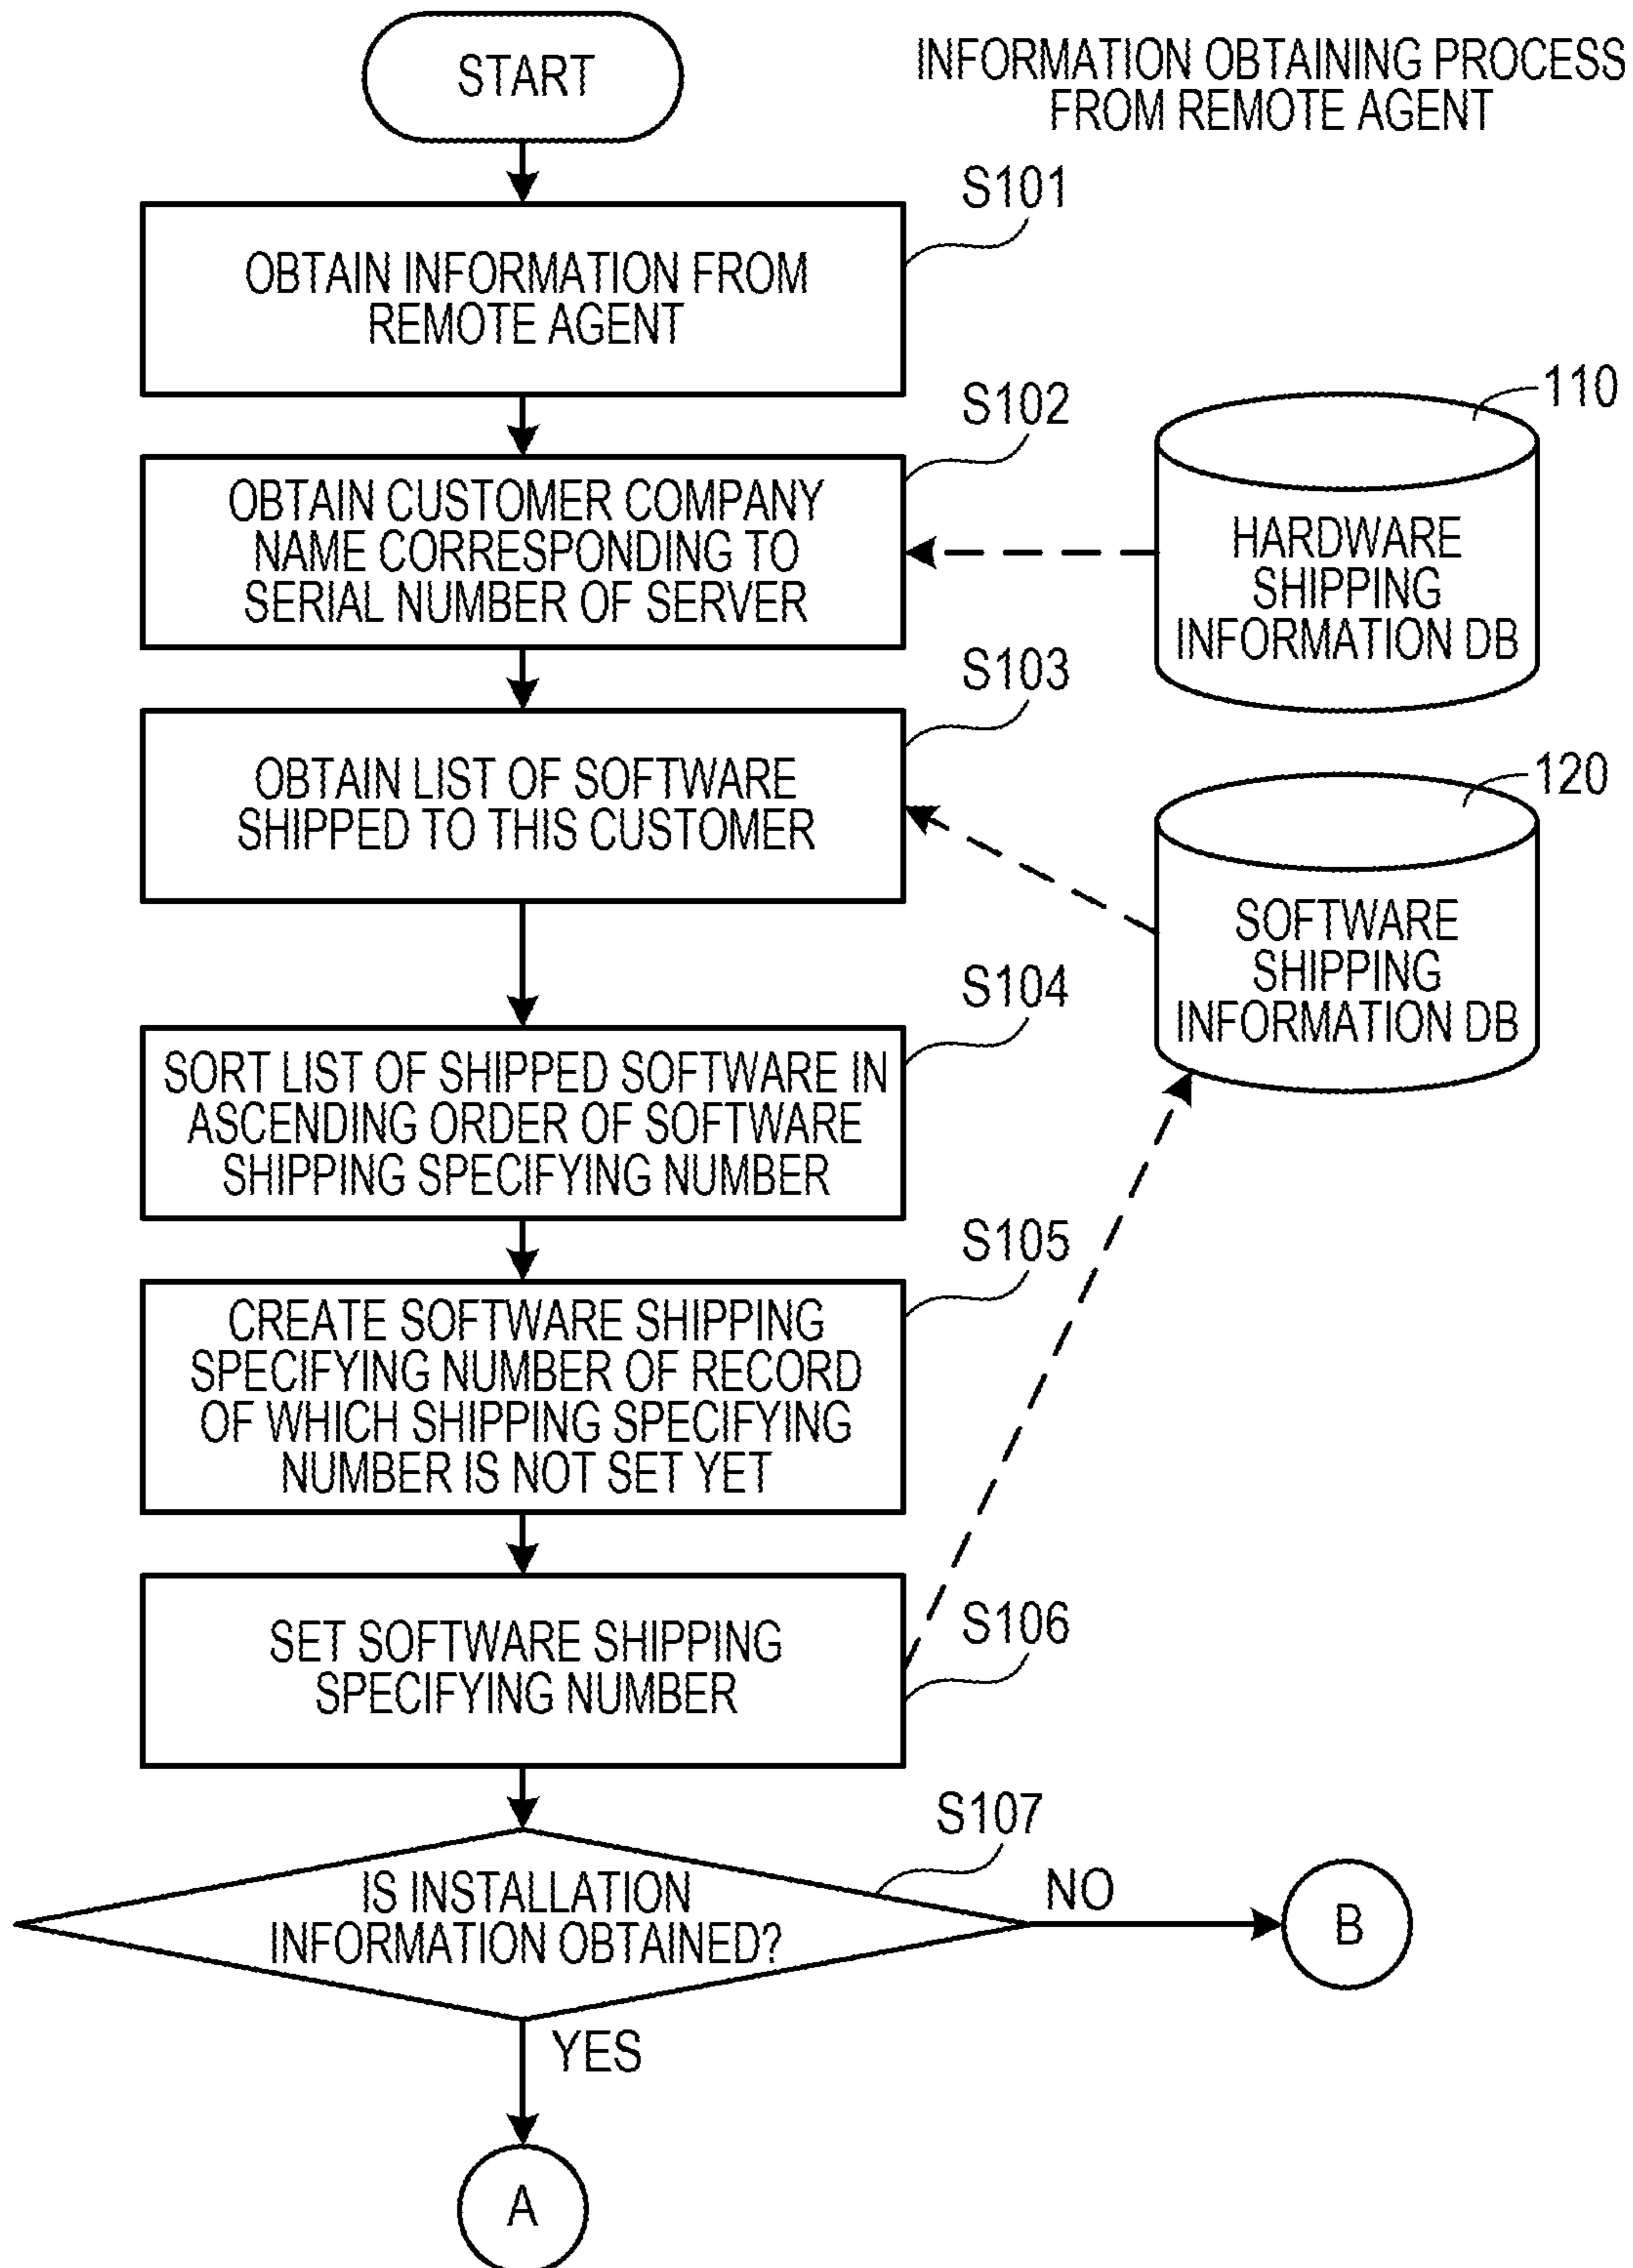 START
INFORMATION OBTAINING PROCESS
FROM REMOTE AGENT
S101
OBTAIN INFORMATION FROM
REMOTE AGENT
S102
OBTAIN CUSTOMER COMPANY
NAME CORRESPONDING TO
SERIAL NUMBER OF SERVER
110
HARDWARE
SHIPPING
INFORMATION DB
S103
OBTAIN LIST OF SOFTWARE
SHIPPED TO THIS CUSTOMER
120
SOFTWARE
SHIPPING
INFORMATION DB
S104
SORT LIST OF SHIPPED SOFTWARE IN
ASCENDING ORDER OF SOFTWARE
SHIPPING SPECIFYING NUMBER
S105
CREATE SOFTWARE SHIPPING
SPECIFYING NUMBER OF RECORD
OF WHICH SHIPPING SPECIFYING
NUMBER IS NOT SET YET
S106
SET SOFTWARE SHIPPING
SPECIFYING NUMBER
S107
IS INSTALLATION
INFORMATION OBTAINED?
NO
B
YES
A